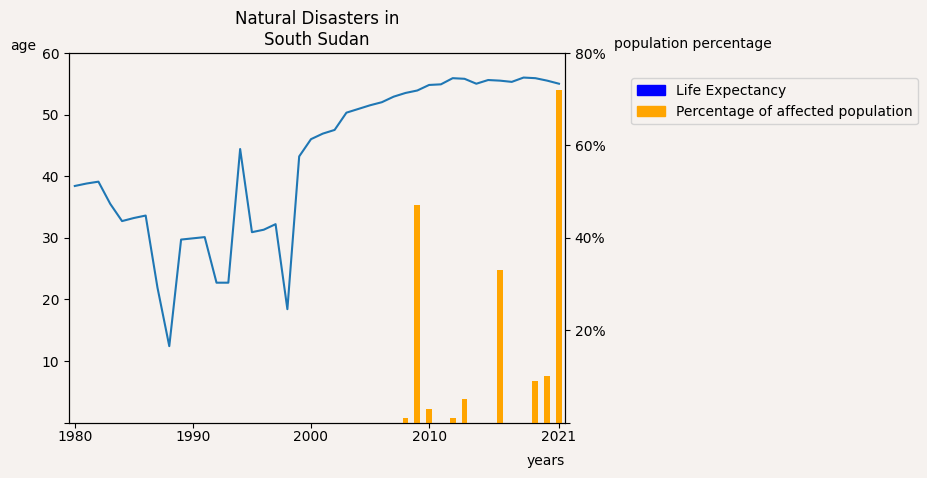 Natural Disasters in
South Sudan
age
population percentage
60
50
40
30
20
10
80%
60%
40%
20%
Life Expectancy
Percentage of affected population
1980
1990
2000
2010
2021
years